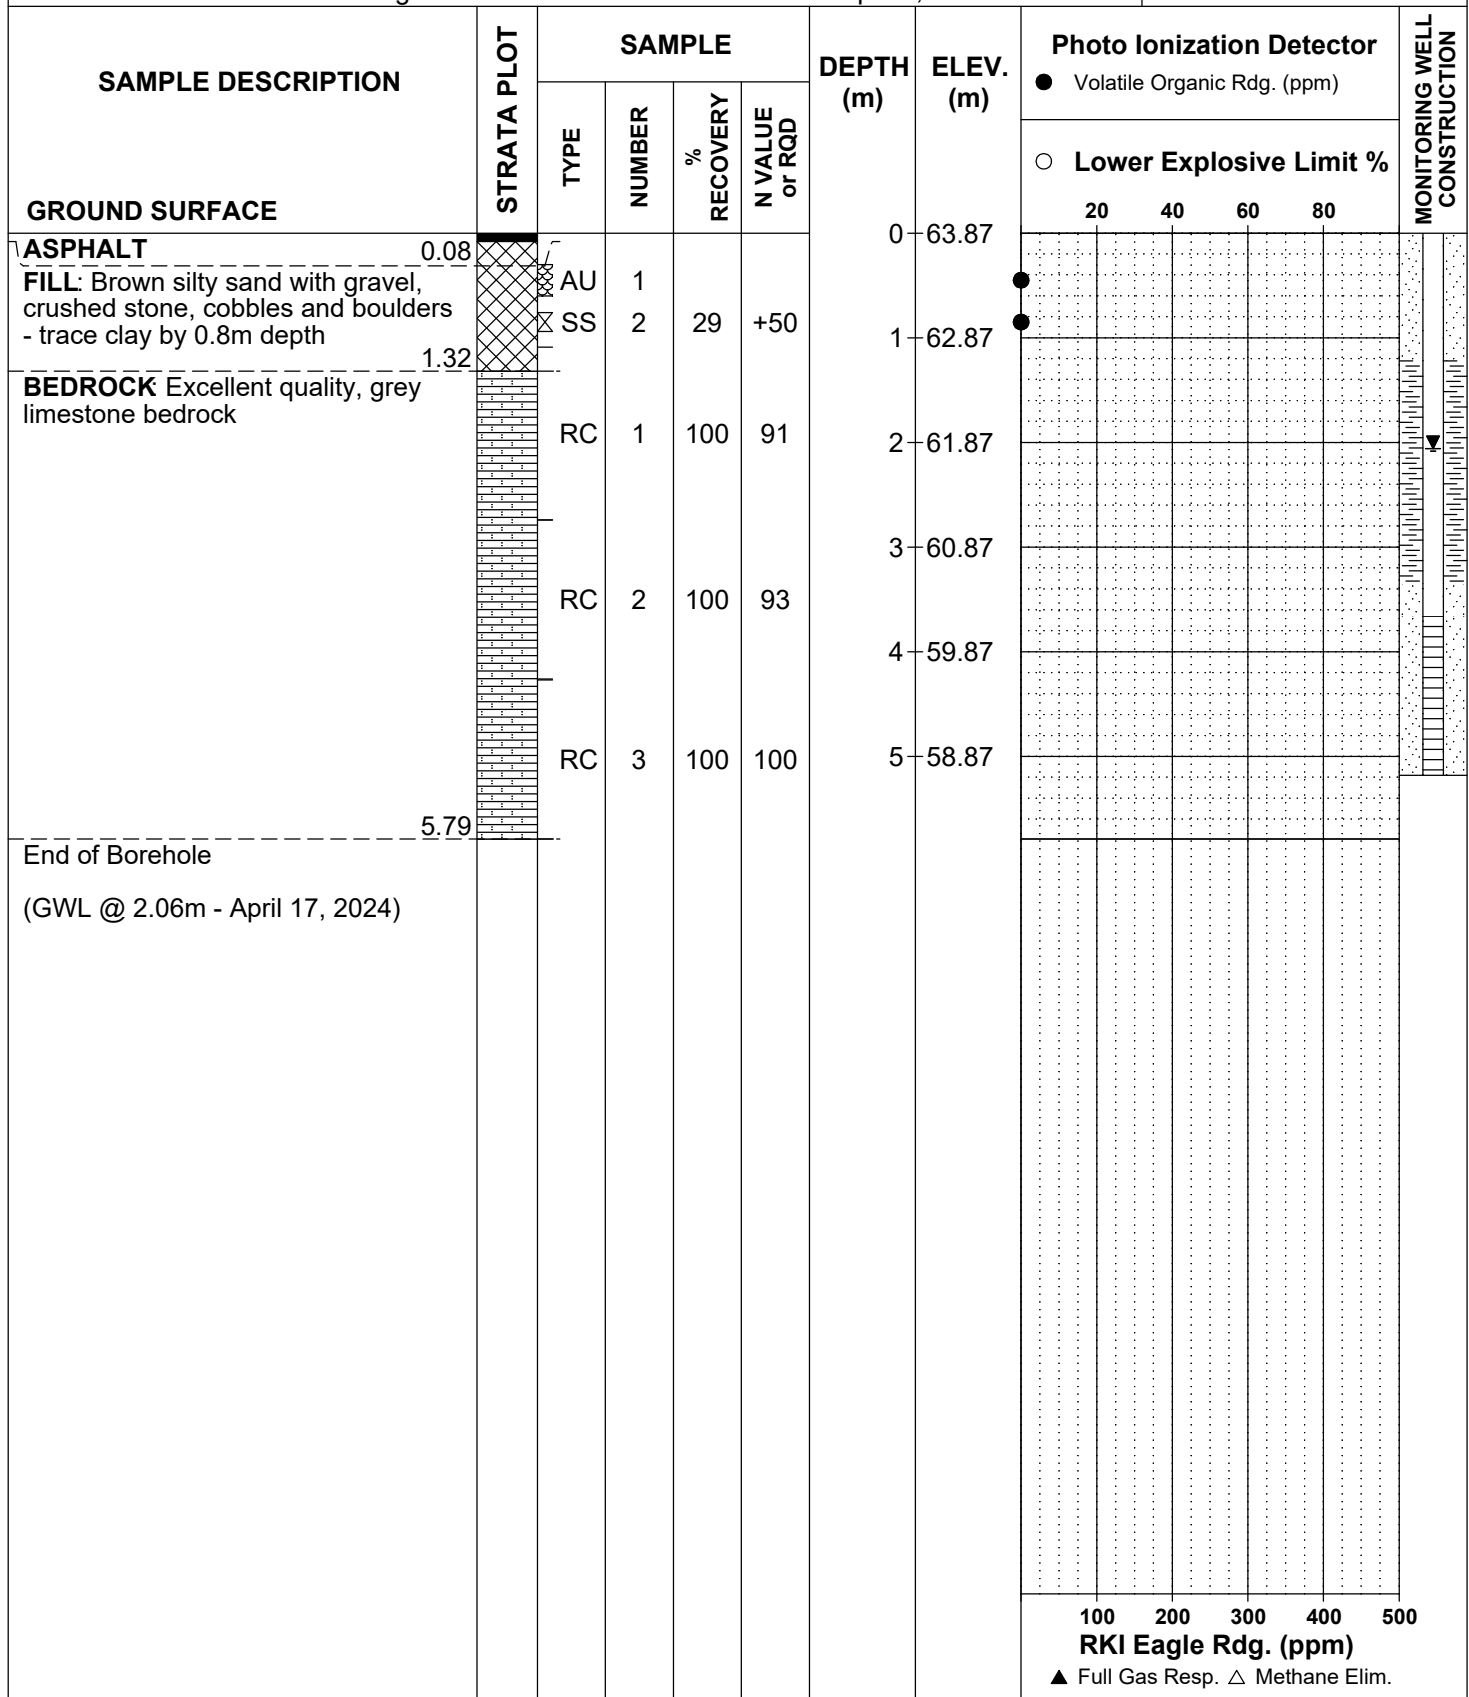 SAMPLE DESCRIPTION
GROUND SURFACE
STRATA PLOT
SAMPLE
TYPE
NUMBER
%
RECOVERY
N VALUE
or RQD
DEPTH
(m)
ELEV.
(m)
Photo Ionization Detector
● Volatile Organic Rdg. (ppm)
○ Lower Explosive Limit %
20 40 60 80
MONITORING WELL
CONSTRUCTION
0 63.87
ASPHALT 0.08
FILL: Brown silty sand with gravel,
crushed stone, cobbles and boulders
- trace clay by 0.8m depth
1.32
AU 1
SS 2 29 +50
1 62.87
BEDROCK: Excellent quality, grey
limestone bedrock
RC 1 100 91
2 61.87
3 60.87
RC 2 100 93
4 59.87
RC 3 100 100
5 58.87
5.79
End of Borehole
(GWL @ 2.06m - April 17, 2024)
100 200 300 400 500
RKI Eagle Rdg. (ppm)
▲ Full Gas Resp. △ Methane Elim.